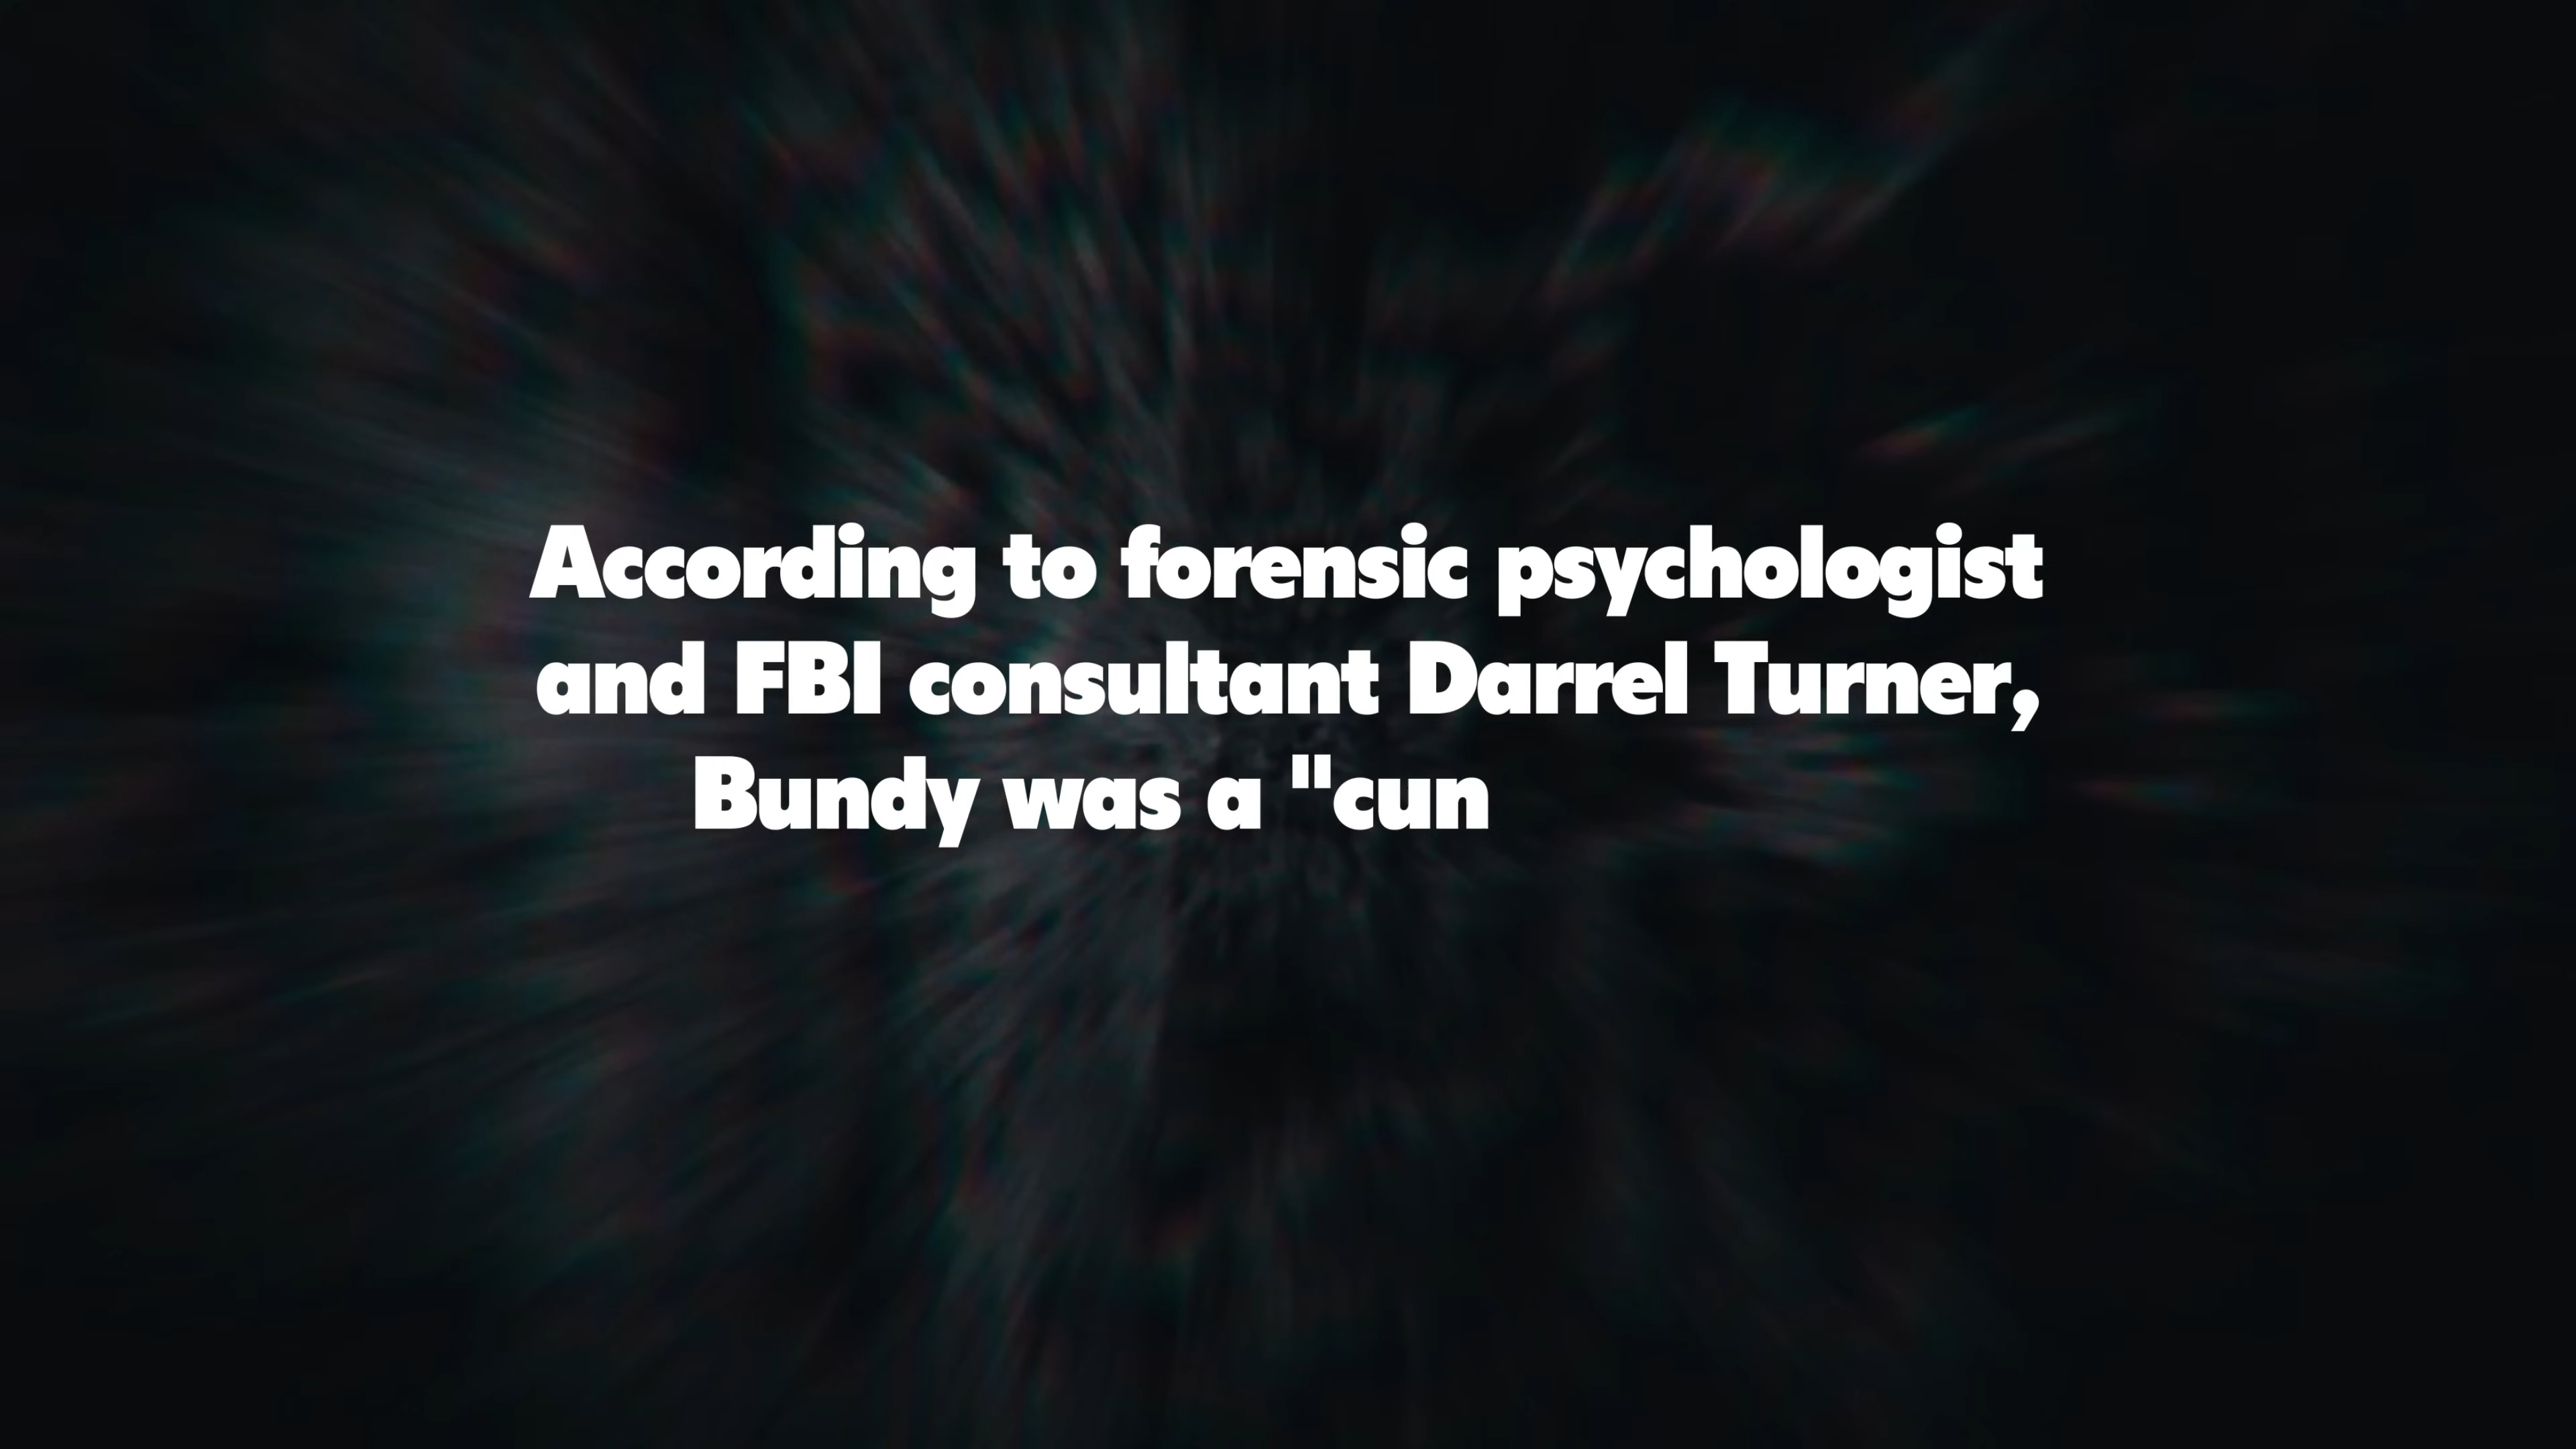 According to forensic psychologist
and FBI consultant Darrel Turner,
Bundy was a "cun